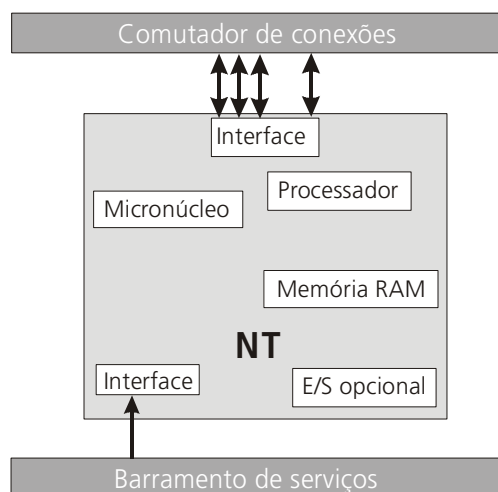 Comutador de conexões
Interface
Processador
Micronúcleo
Memória RAM
NT
Interface
E/S opcional
Barramento de serviços